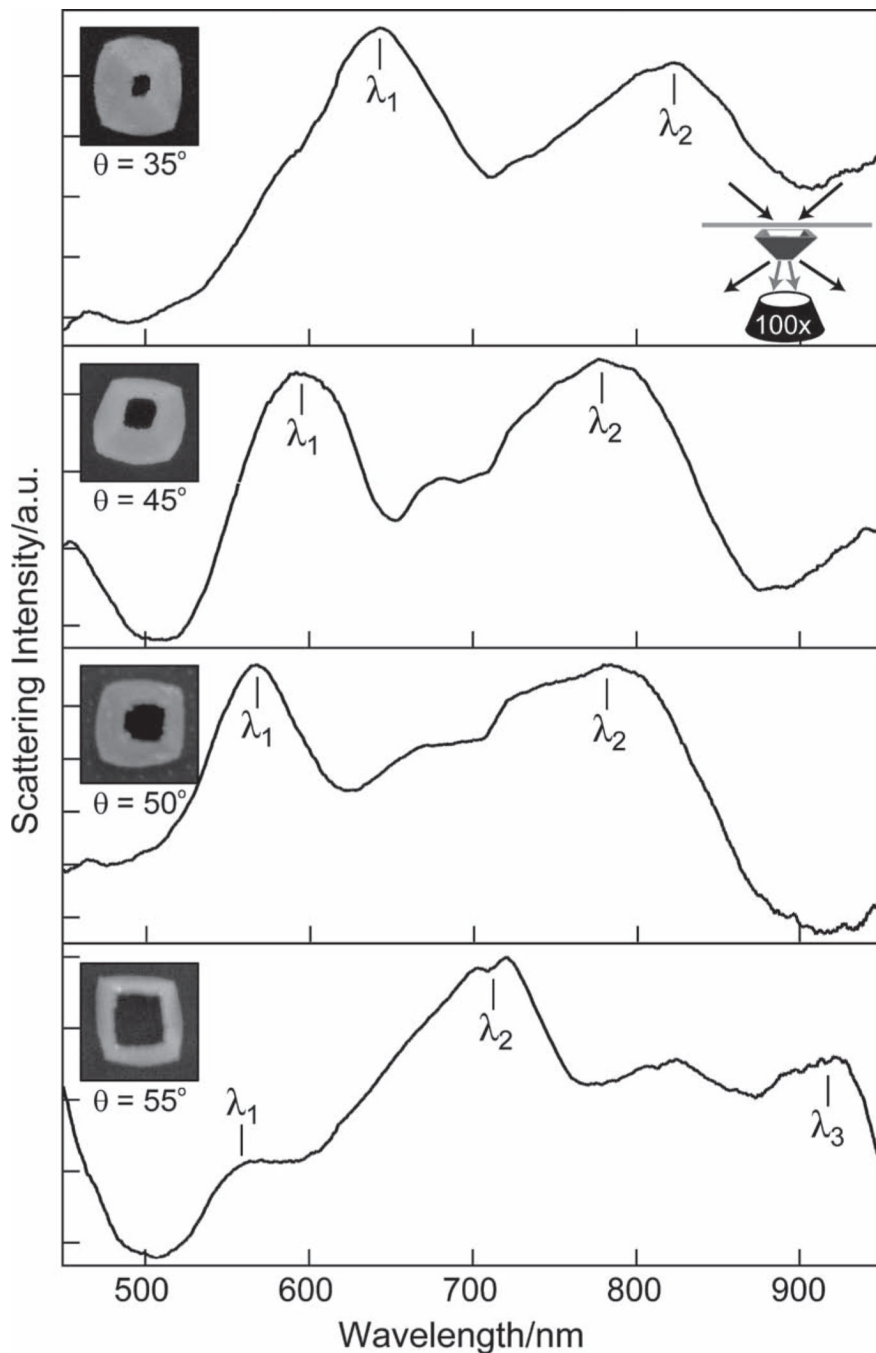 λ1
λ2
θ = 35°
100x
λ1
λ2
θ = 45°
λ1
λ2
θ = 50°
λ1
λ2
λ3
θ = 55°
Scattering Intensity/a.u.
500 600 700 800 900
Wavelength/nm